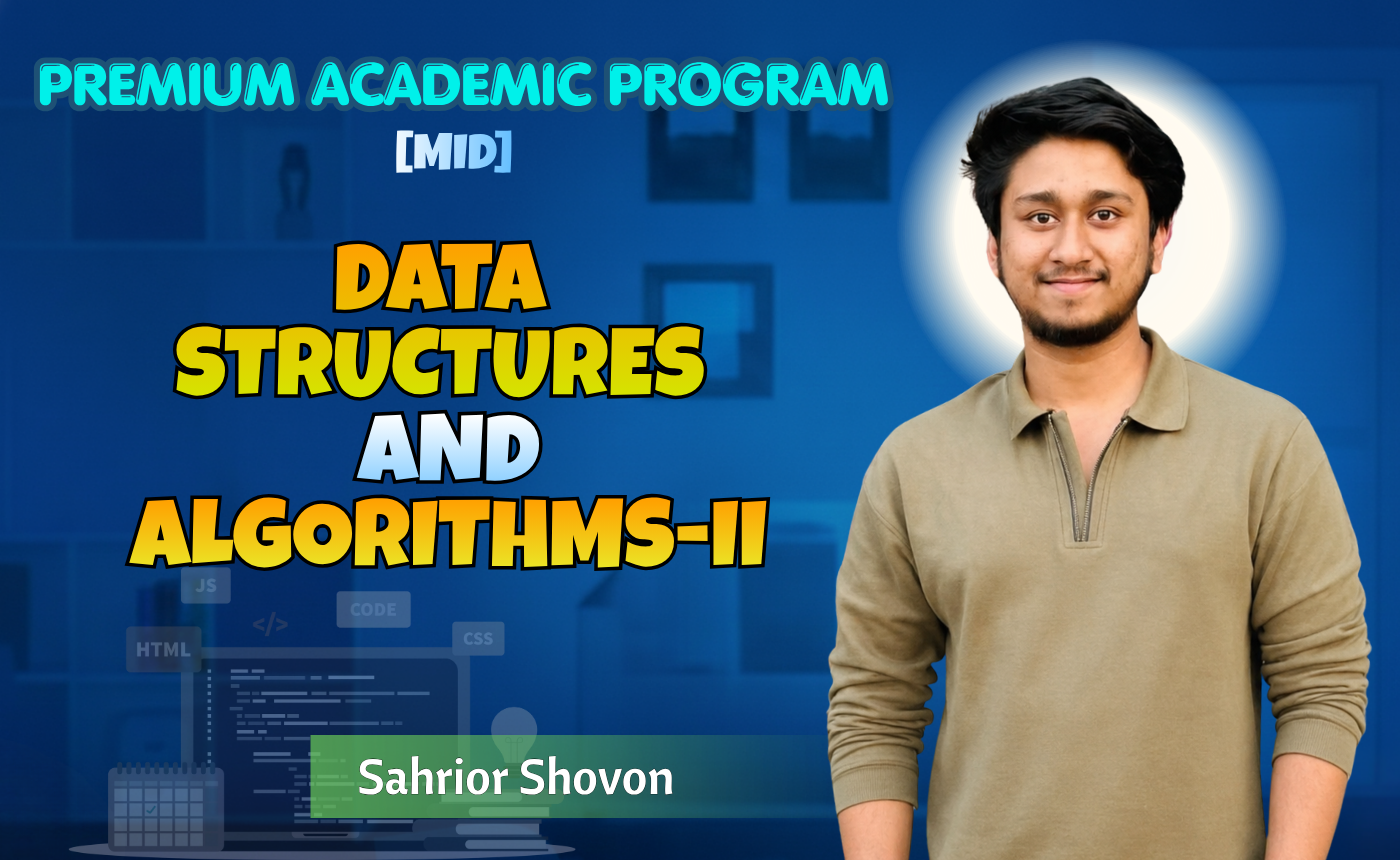 PREMIUM ACADEMIC PROGRAM
[MID]
DATA
STRUCTURES
AND
ALGORITHMS-II
JS
</>
CODE
CSS
HTML
Sahrior Shovon